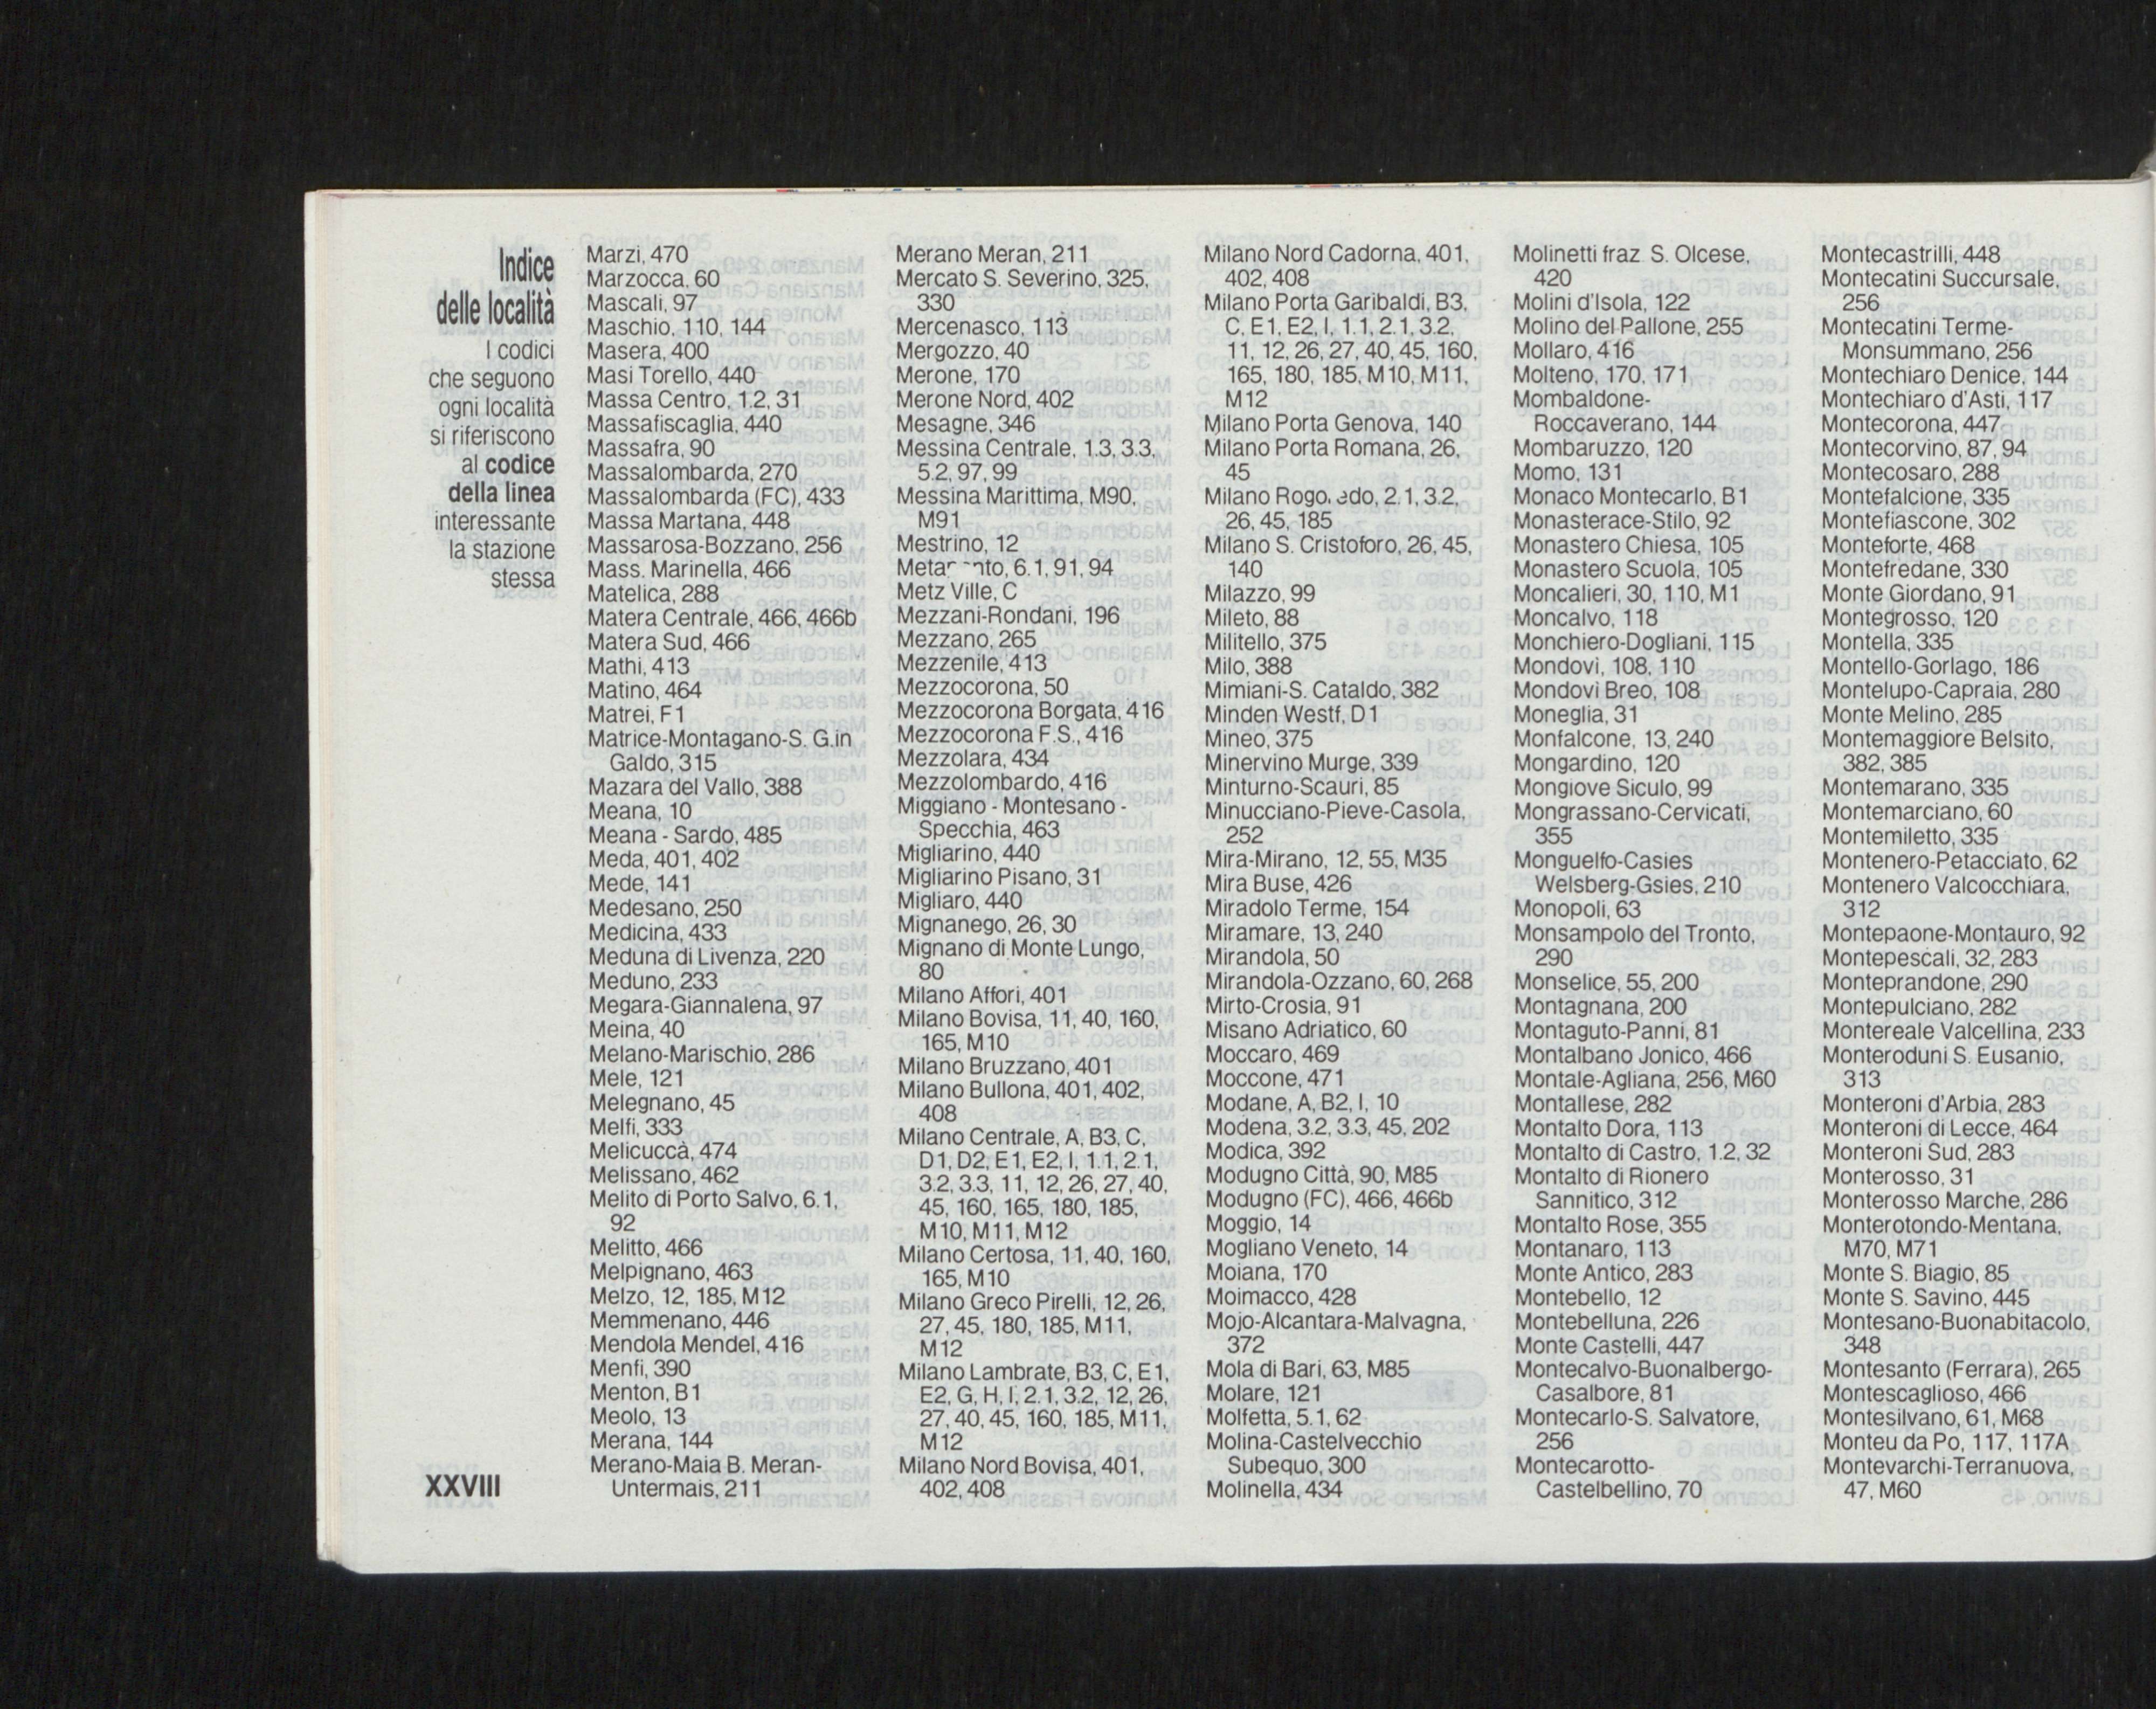 Indice
delle località
I codici
che seguono
ogni località
si riferiscono
al codice
della linea
interessante
la stazione
stessa
XXVIII
Marzi, 470
Marzocca, 60
Mascali, 97
Maschio, 110, 144
Masera, 400
Masi Torello, 440
Massa Centro, 1.2, 31
Massafiscaglia, 440
Massafra, 90
Massalombarda, 270
Massalombarda (FC), 433
Massa Martana, 448
Massarosa-Bozzano, 256
Mass. Marinella, 466
Matelica, 288
Matera Centrale, 466, 466b
Matera Sud, 466
Mathi, 413
Matino, 464
Matrei, F1
Matrice-Montagano-S. G.in
Galdo, 315
Mazara del Vallo, 388
Meana, 10
Meana - Sardo, 485
Meda, 401, 402
Mede, 141
Medesano, 250
Medicina, 433
Meduna di Livenza, 220
Meduno, 233
Megara-Giannalena, 97
Meina, 40
Melano-Marischio, 286
Mele, 121
Melegnano, 45
Melfi, 333
Melicuccà, 474
Melissano, 462
Melito di Porto Salvo, 6.1,
92
Melitto, 466
Melpignano, 463
Melzo, 12, 185, M12
Memmenano, 446
Mendola Mendel, 416
Menfi, 390
Menton, B1
Meolo, 13
Merana, 144
Merano-Maia B. Meran-
Untermais, 211
Merano Meran, 211
Mercato S. Severino, 325,
330
Mercenasco, 113
Mergozzo, 40
Merone, 170
Merone Nord, 402
Mesagne, 346
Messina Centrale, 1.3, 3.3,
5.2, 97, 99
Messina Marittima, M90,
M91
Mestrino, 12
6.1, 91, 94
Metz Ville, C
Mezzani-Rondani, 196
Mezzano, 265
Mezzenile, 413
Mezzocorona, 50
Mezzocorona Borgata, 416
Mezzocorona F.S., 416
Mezzolara, 434
Mezzolombardo, 416
Miggiano - Montesano -
Specchia, 463
Migliarino, 440
Migliarino Pisano, 31
Migliaro, 440
Mignanego, 26, 30
Mignano di Monte Lungo,
80
Milano Affori, 401
Milano Bovisa, 11, 40, 160,
165, M10
Milano Bruzzano, 401
Milano Bullona, 401, 402,
408
Milano Centrale, A, B3, C,
D1, D2, E1, E2, I, 1.1, 2.1,
3.2, 3.3, 11, 12, 26, 27, 40,
45, 160, 165, 180, 185,
M10, M11, M12
Milano Certosa, 11, 40, 160,
165, M10
Milano Greco Pirelli, 12, 26,
27, 45, 180, 185, M11,
M12
Milano Lambrate, B3, C, E1,
E2, G, H, I, 2.1, 3.2, 12, 26,
27, 40, 45, 160, 185, M11,
M12
Milano Nord Bovisa, 401,
402, 408
Milano Nord Cadorna, 401,
402, 408
Milano Porta Garibaldi, B3,
C, E1, E2, I, 1.1, 2.1, 3.2,
11, 12, 26, 27, 40, 45, 160,
165, 180, 185, M10, M11,
M12
Milano Porta Genova, 140
Milano Porta Romana, 26,
45
Milano Rogoredo, 2.1, 3.2,
26, 45, 185
Milano S. Cristoforo, 26, 45,
140
Milazzo, 99
Mileto, 88
Militello, 375
Milo, 388
Mimiani-S. Cataldo, 382
Minden Westf, D1
Mineo, 375
Minervino Murge, 339
Minturno-Scauri, 85
Minucciano-Pieve-Casola,
252
Mira-Mirano, 12, 55, M35
Mira Buse, 426
Miradolo Terme, 154
Miramare, 13, 240
Mirandola, 50
Mirandola-Ozzano, 60, 268
Mirto-Crosia, 91
Misano Adriatico, 60
Moccaro, 469
Moccone, 471
Modane, A, B2, I, 10
Modena, 3.2, 3.3, 45, 202
Modica, 392
Modugno Città, 90, M85
Modugno (FC), 466, 466b
Moggio, 14
Mogliano Veneto, 14
Moiana, 170
Moimacco, 428
Mojo-Alcantara-Malvagna,
372
Mola di Bari, 63, M85
Molare, 121
Molfetta, 5.1, 62
Molina-Castelvecchio
Subequo, 300
Molinella, 434
Molinetti fraz. S. Olcese,
420
Molini d'Isola, 122
Molino del Pallone, 255
Mollaro, 416
Molteno, 170, 171
Mombaldone-
Roccaverano, 144
Mombaruzzo, 120
Momo, 131
Monaco Montecarlo, B1
Monasterace-Stilo, 92
Monastero Chiesa, 105
Monastero Scuola, 105
Moncalieri, 30, 110, M1
Moncalvo, 118
Monchiero-Dogliani, 115
Mondovi, 108, 110
Mondovi Breo, 108
Moneglia, 31
Monfalcone, 13, 240
Mongardino, 120
Mongiove Siculo, 99
Mongrassano-Cervicati,
355
Monguelfo-Casies
Welsberg-Gsies, 210
Monopoli, 63
Monsampolo del Tronto,
290
Monselice, 55, 200
Montagnana, 200
Montaguto-Panni, 81
Montalbano Jonico, 466
Montale-Agliana, 256, M60
Montallese, 282
Montalto Dora, 113
Montalto di Castro, 1.2, 32
Montalto di Rionero
Sannitico, 312
Montalto Rose, 355
Montanaro, 113
Monte Antico, 283
Montebello, 12
Montebelluna, 226
Monte Castelli, 447
Montecalvo-Buonalbergo-
Casalbore, 81
Montecarlo-S. Salvatore,
256
Montecarotto-
Castelbellino, 70
Montecastrilli, 448
Montecatini Succursale,
256
Montecatini Terme-
Monsummano, 256
Montechiaro Denice, 144
Montechiaro d'Asti, 117
Montecorona, 447
Montecorvino, 87, 94
Montecosaro, 288
Montefalcione, 335
Montefiascone, 302
Monteforte, 468
Montefredane, 330
Monte Giordano, 91
Montegrosso, 120
Montella, 335
Montello-Gorlago, 186
Montelupo-Capraia, 280
Monte Melino, 285
Montemaggiore Belsito,
382, 385
Montemarano, 335
Montemarciano, 60
Montemiletto, 335
Montenero-Petacciato, 62
Montenero Valcocchiara,
312
Montepaone-Montauro, 92
Montepescali, 32, 283
Monteprandone, 290
Montepulciano, 282
Montereale Valcellina, 233
Monteroduni S. Eusanio,
313
Monteroni d'Arbia, 283
Monteroni di Lecce, 464
Monteroni Sud, 283
Monterosso, 31
Monterosso Marche, 286
Monterotondo-Mentana,
M70, M71
Monte S. Biagio, 85
Monte S. Savino, 445
Montesano-Buonabitacolo,
348
Montesanto (Ferrara), 265
Montescaglioso, 466
Montesilvano, 61, M68
Monteu da Po, 117, 117A
Montevarchi-Terranuova,
47, M60